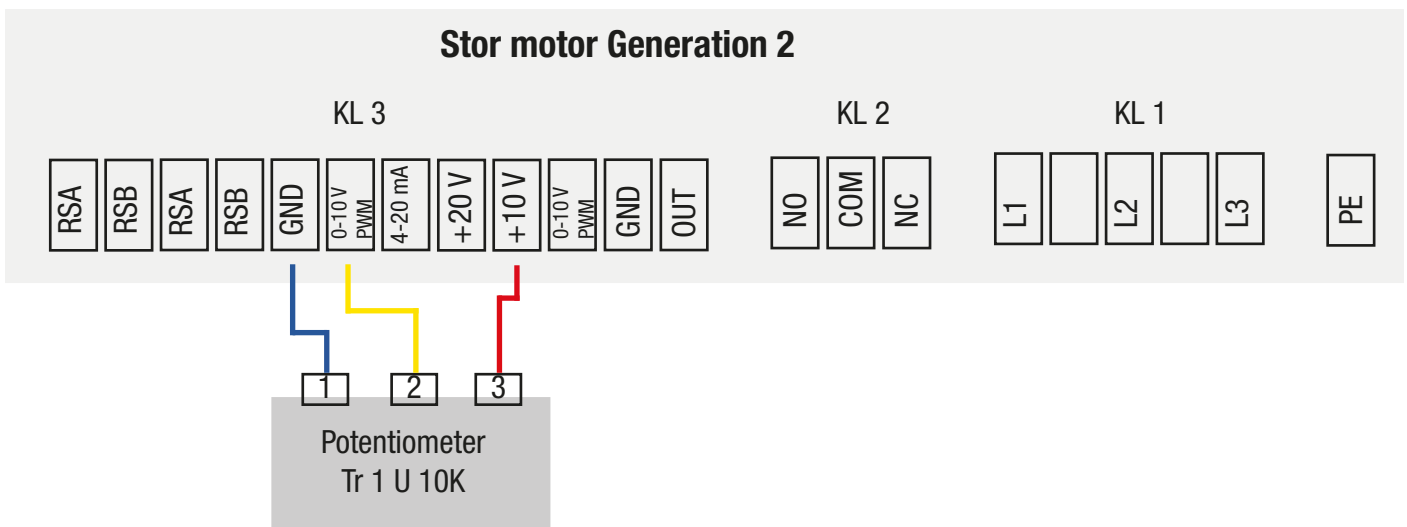 Stor motor Generation 2
KL 3
KL 2
KL 1
RSA
RSB
RSA
RSB
GND
0-10 V
PWM
4-20 mA
+20 V
+10 V
0-10 V
PWM
GND
OUT
NO
COM
NC
L1
L2
L3
PE
1
2
3
Potentiometer
Tr 1 U 10K